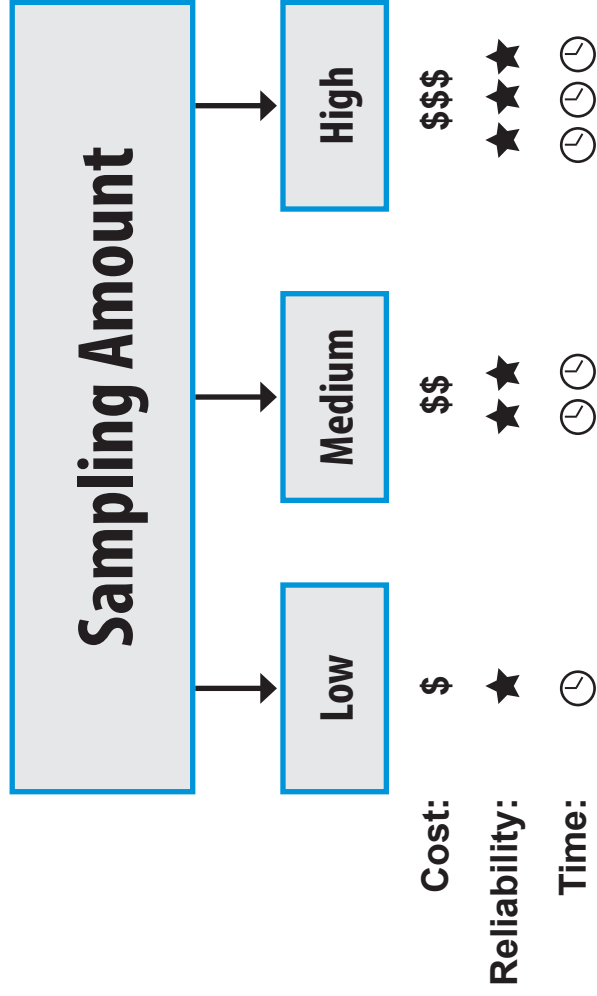 Sampling Amount
Low Medium High
Cost: $ $$ $$$
Reliability:
Time: